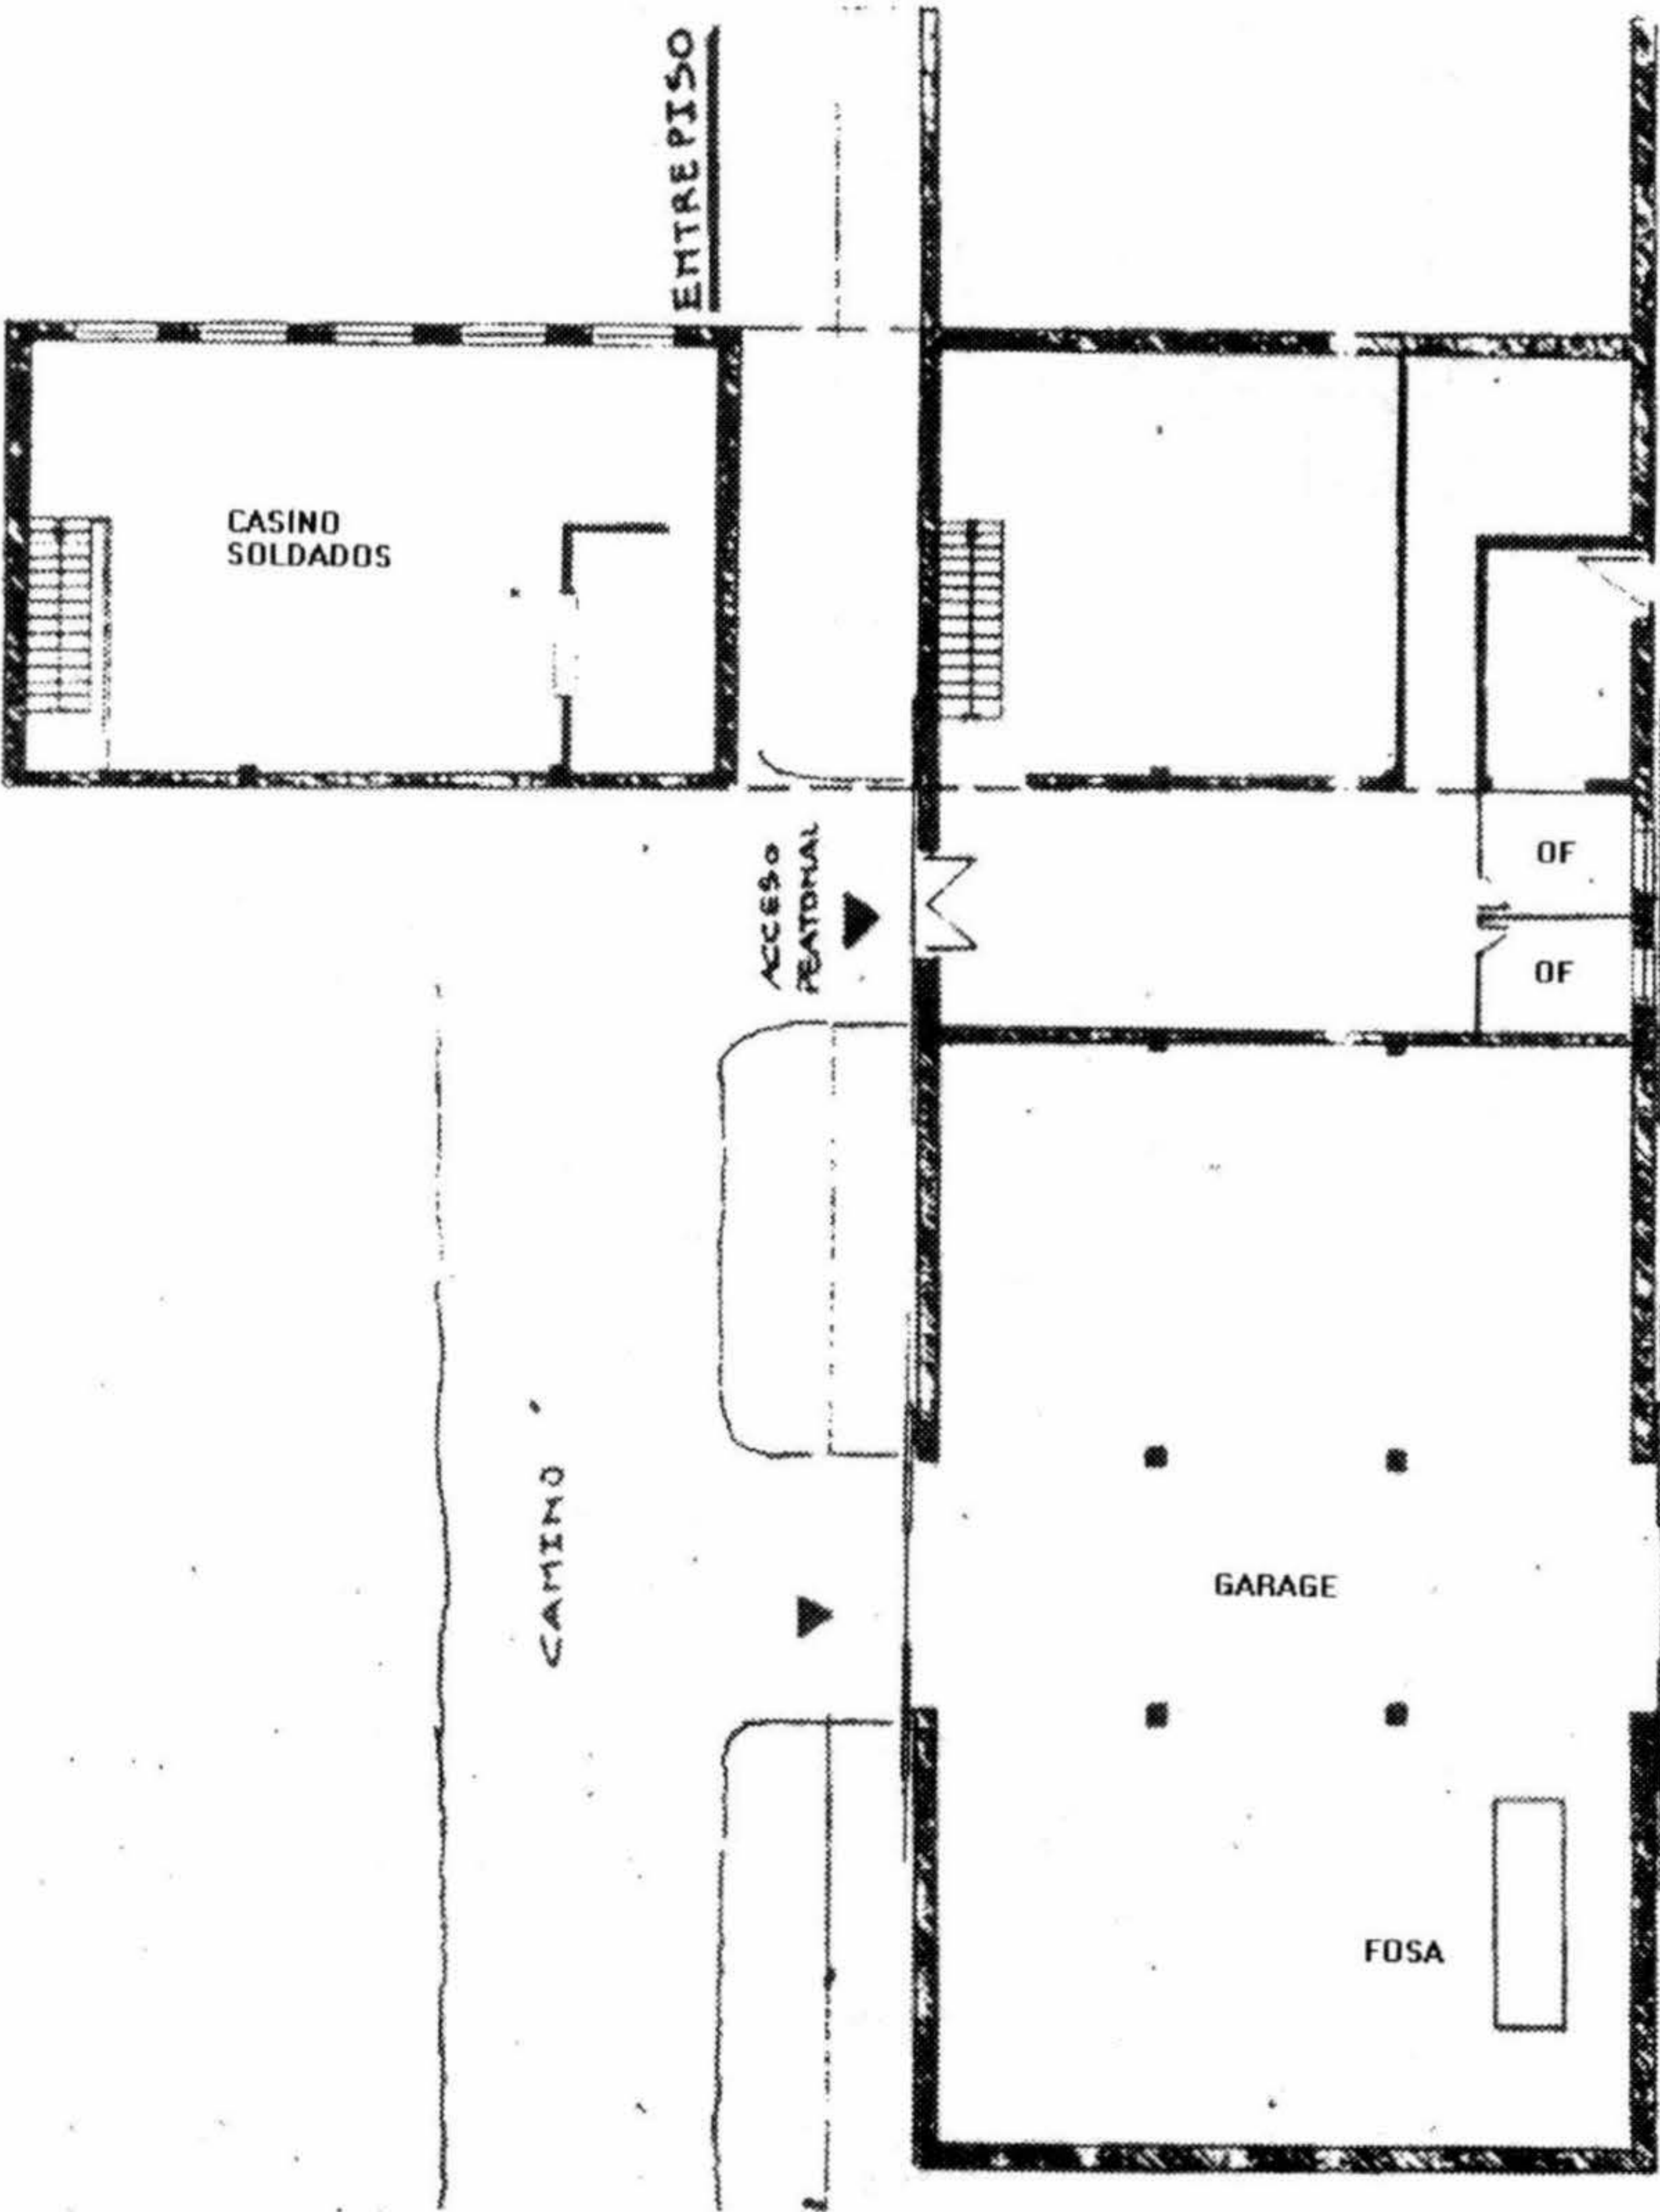 ENTREPISO
CASINO
SOLDADOS
ACCESO
PEATONAL
OF
OF
CAMINO
GARAGE
FOSA